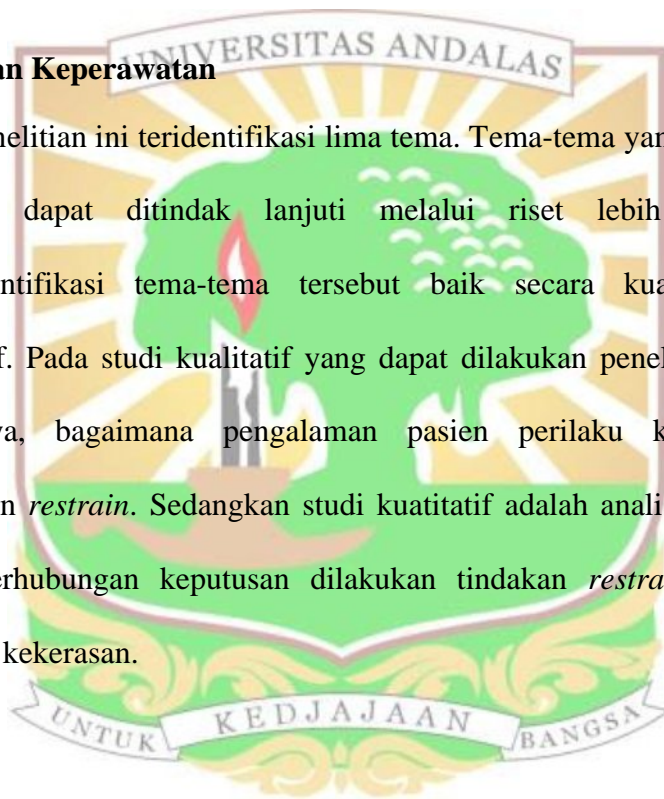 UNIVERSITAS ANDALAS
an Keperawatan
nelitian ini teridentifikasi lima tema. Tema-tema yan
dapat ditindak lanjuti melalui riset lebih
ntifikasi tema-tema tersebut baik secara kua
f. Pada studi kualitatif yang dapat dilakukan penel
ya, bagaimana pengalaman pasien perilaku k
n restrain. Sedangkan studi kuatitatif adalah anali
erhubungan keputusan dilakukan tindakan restra
kekerasan.
UNTUK KEDJAJAAN BANGSA